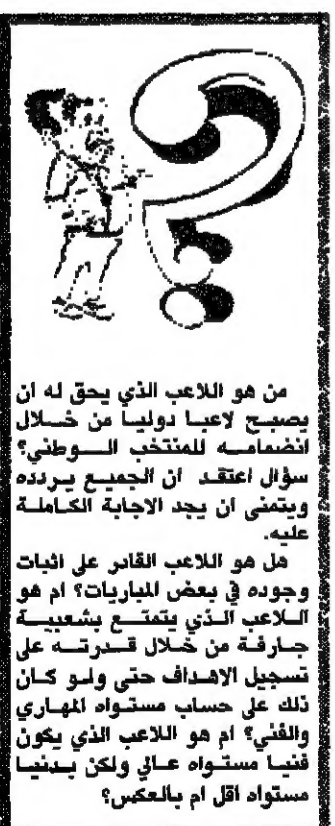 من هو اللاعب الذي يحق له ان
يصبح لاعبا دوليا من خلال
انضمامه للمنتخب الوطني؟
سؤال اعتقد ان الجميع يردده
ويتمنى ان يجد الاجابة الكاملة
عليه.
هل هو اللاعب القادر على اثبات
وجوده في بعض المباريات؟ ام هو
اللاعب الذي يتمتع بشعبية
جارفة من خلال قدرته على
تسجيل الاهداف حتى ولو كان
ذلك على حساب مستواه المهاري
والفني؟ ام هو اللاعب الذي يكون
فنيا مستواه عالي ولكن بدنيا
مستواه اقل ام بالعكس؟